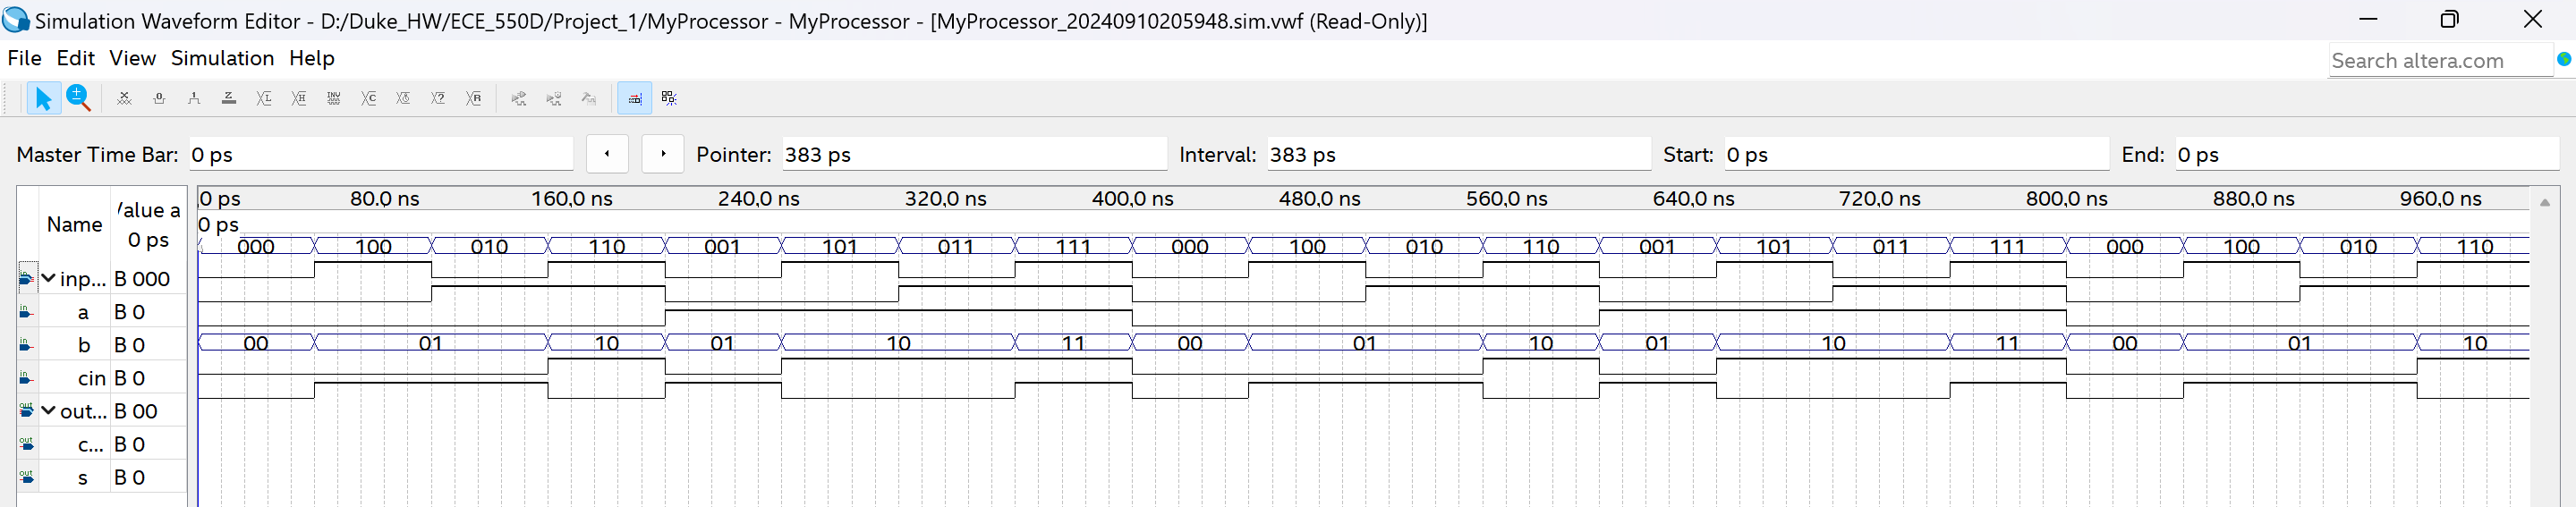 Simulation Waveform Editor - D:/Duke_HW/ECE_550D/Project_1/MyProcessor - MyProcessor - [MyProcessor_20240910205948.sim.vwf (Read-Only)]
File Edit View Simulation Help
Search altera.com
Master Time Bar: 0 ps Pointer: 383 ps Interval: 383 ps Start: 0 ps End: 0 ps
Name
Value a
0 ps
0 ps 80.0 ns 160.0 ns 240.0 ns 320.0 ns 400.0 ns 480.0 ns 560.0 ns 640.0 ns 720.0 ns 800.0 ns 880.0 ns 960.0 ns
0 ps
000 100 010 110 001 101 011 111 000 100 010 110 001 101 011 111 000 100 010 110
inp... B 000
a B 0
00 01 10 01 10 11 00 01 10 01 10 11 00 01 10
b B 0
cin B 0
out... B 00
c... B 0
s B 0